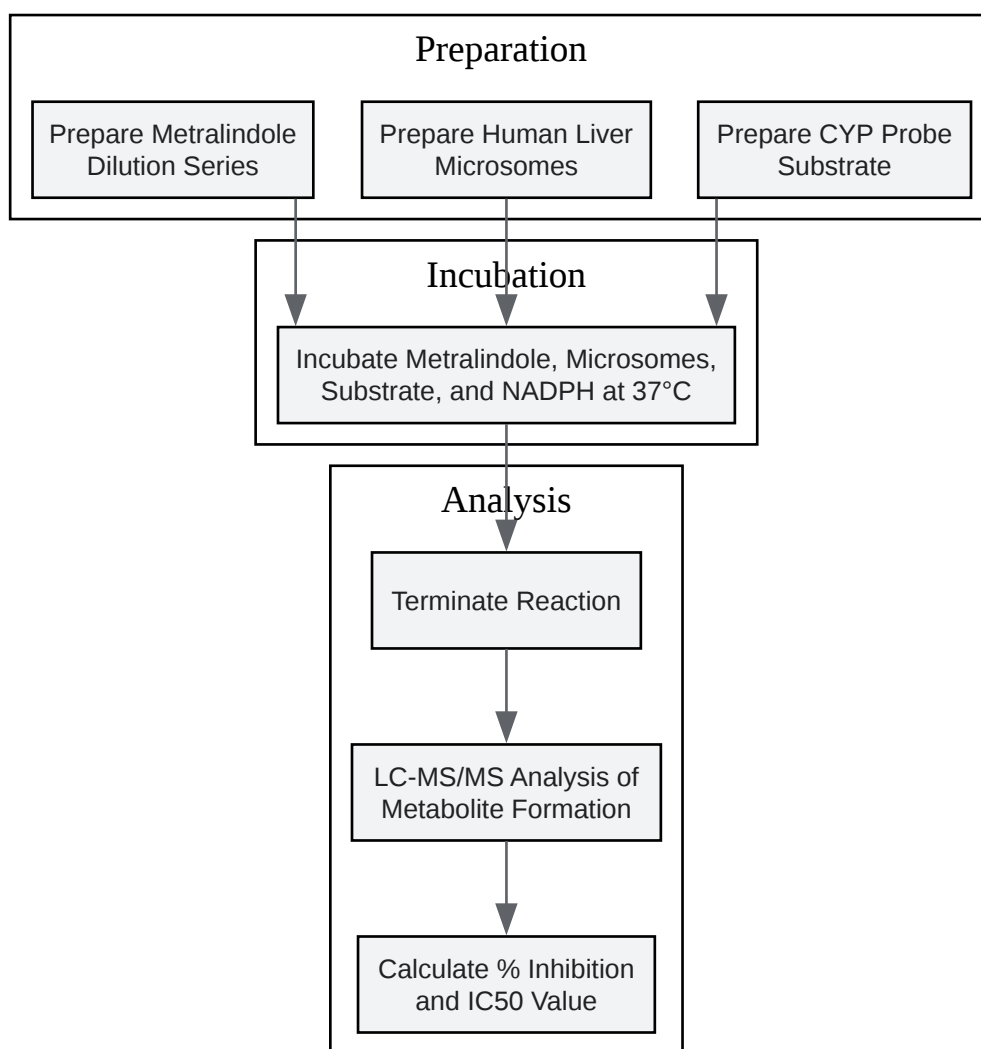 Preparation
Prepare Metralindole
Dilution Series
Prepare Human Liver
Microsomes
Prepare CYP Probe
Substrate
Incubation
Incubate Metralindole, Microsomes,
Substrate, and NADPH at 37°C
Analysis
Terminate Reaction
LC-MS/MS Analysis of
Metabolite Formation
Calculate % Inhibition
and IC50 Value